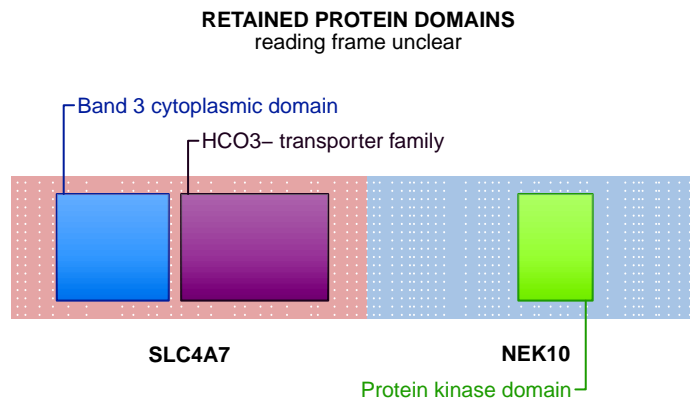 RETAINED PROTEIN DOMAINS
reading frame unclear
Band 3 cytoplasmic domain
HCO3− transporter family
SLC4A7
NEK10
Protein kinase domain